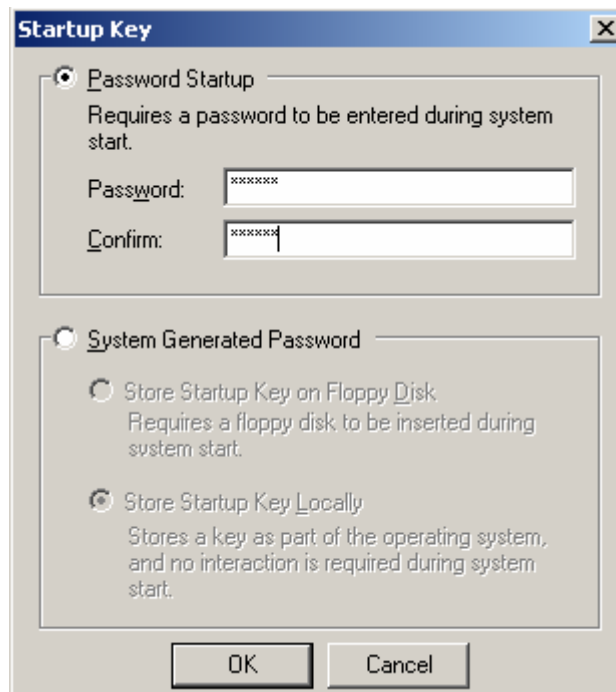 Startup Key
Password Startup
Requires a password to be entered during system
start.
Password: ******
Confirm: ******
System Generated Password
Store Startup Key on Floppy Disk
Requires a floppy disk to be inserted during
system start.
Store Startup Key Locally
Stores a key as part of the operating system,
and no interaction is required during system
start.
OK Cancel